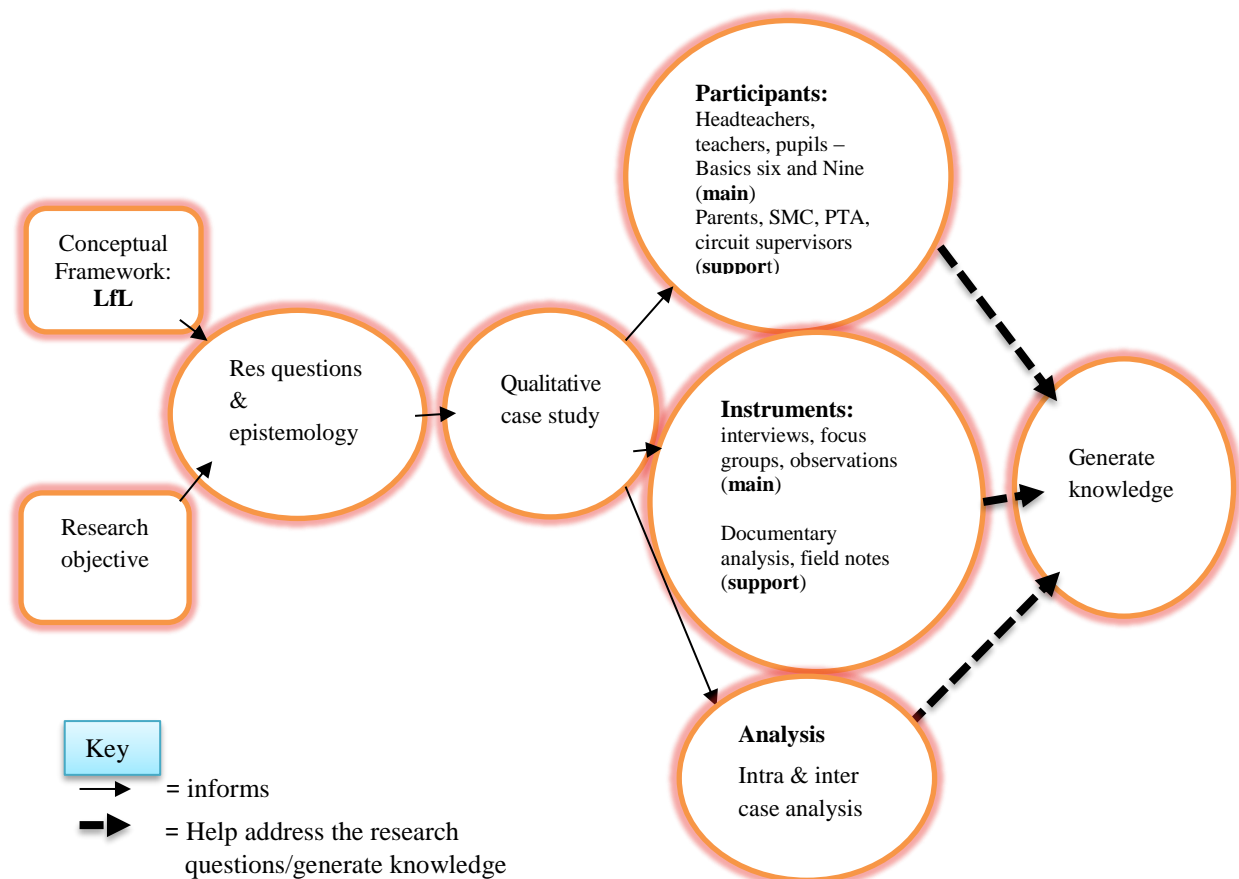 Conceptual
Framework:
LfL
Research
objective
Res questions
&
epistemology
Qualitative
case study
Participants:
Headteachers,
teachers, pupils –
Basics six and Nine
(main)
Parents, SMC, PTA,
circuit supervisors
(support)
Instruments:
interviews, focus
groups, observations
(main)
Documentary
analysis, field notes
(support)
Analysis
Intra & inter
case analysis
Generate
knowledge
Key
= informs
= Help address the research
questions/generate knowledge